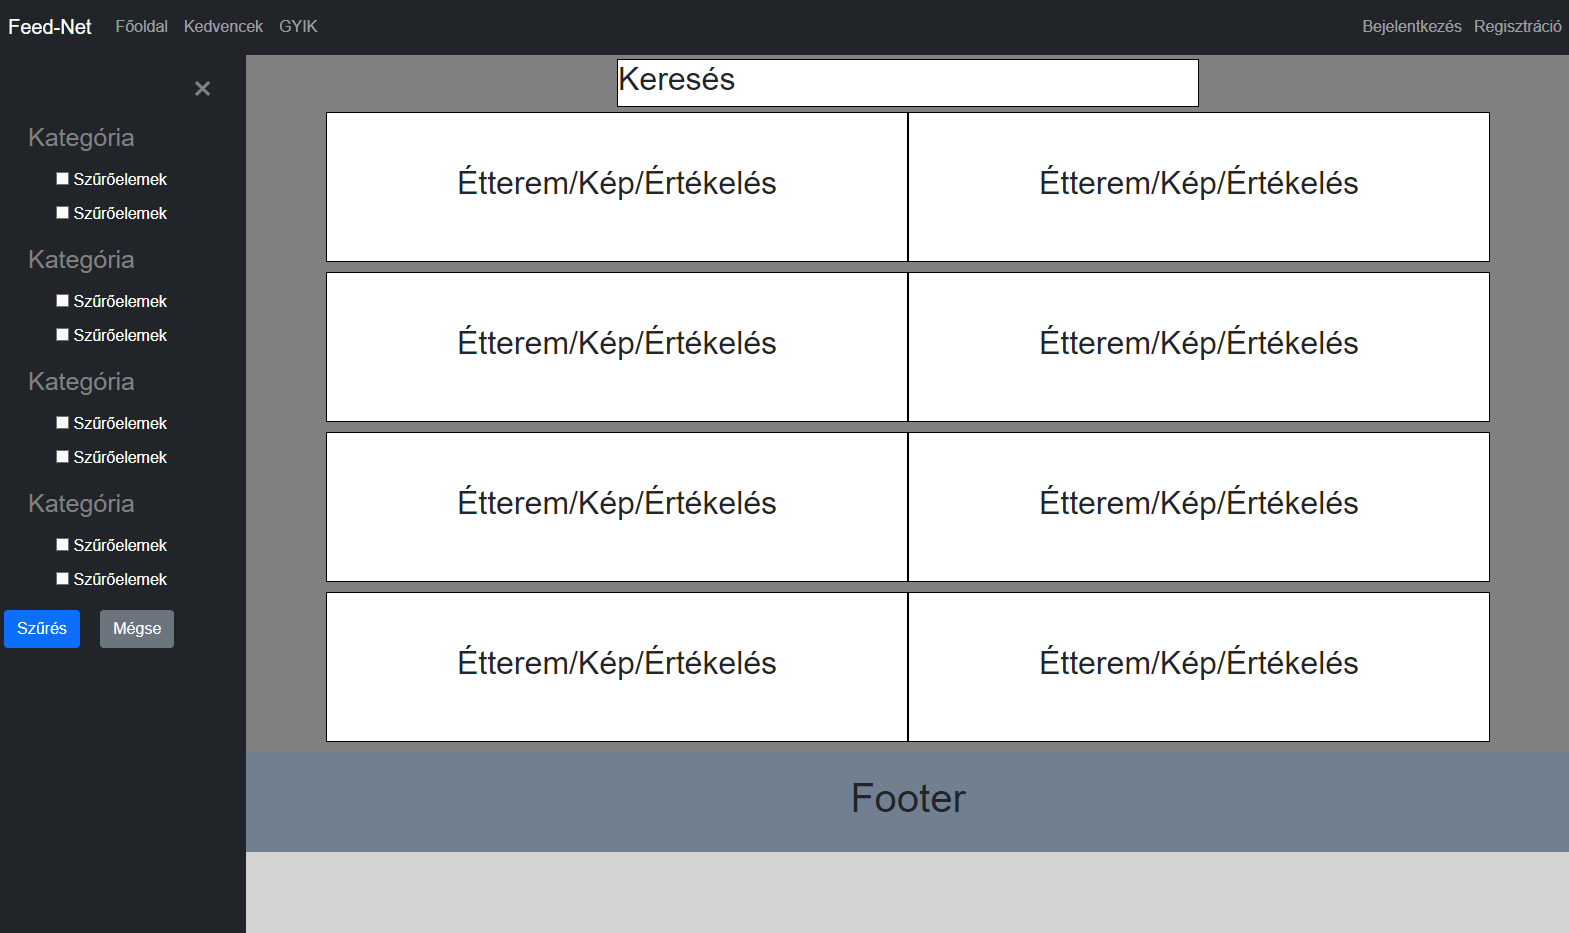 Feed-Net Főoldal Kedvencek GYIK Bejelentkezés Regisztráció
×
Kategória
Szűrőelemek
Szűrőelemek
Kategória
Szűrőelemek
Szűrőelemek
Kategória
Szűrőelemek
Szűrőelemek
Kategória
Szűrőelemek
Szűrőelemek
Szűrés Mégse
Keresés
Étterem/Kép/Értékelés Étterem/Kép/Értékelés
Étterem/Kép/Értékelés Étterem/Kép/Értékelés
Étterem/Kép/Értékelés Étterem/Kép/Értékelés
Étterem/Kép/Értékelés Étterem/Kép/Értékelés
Footer